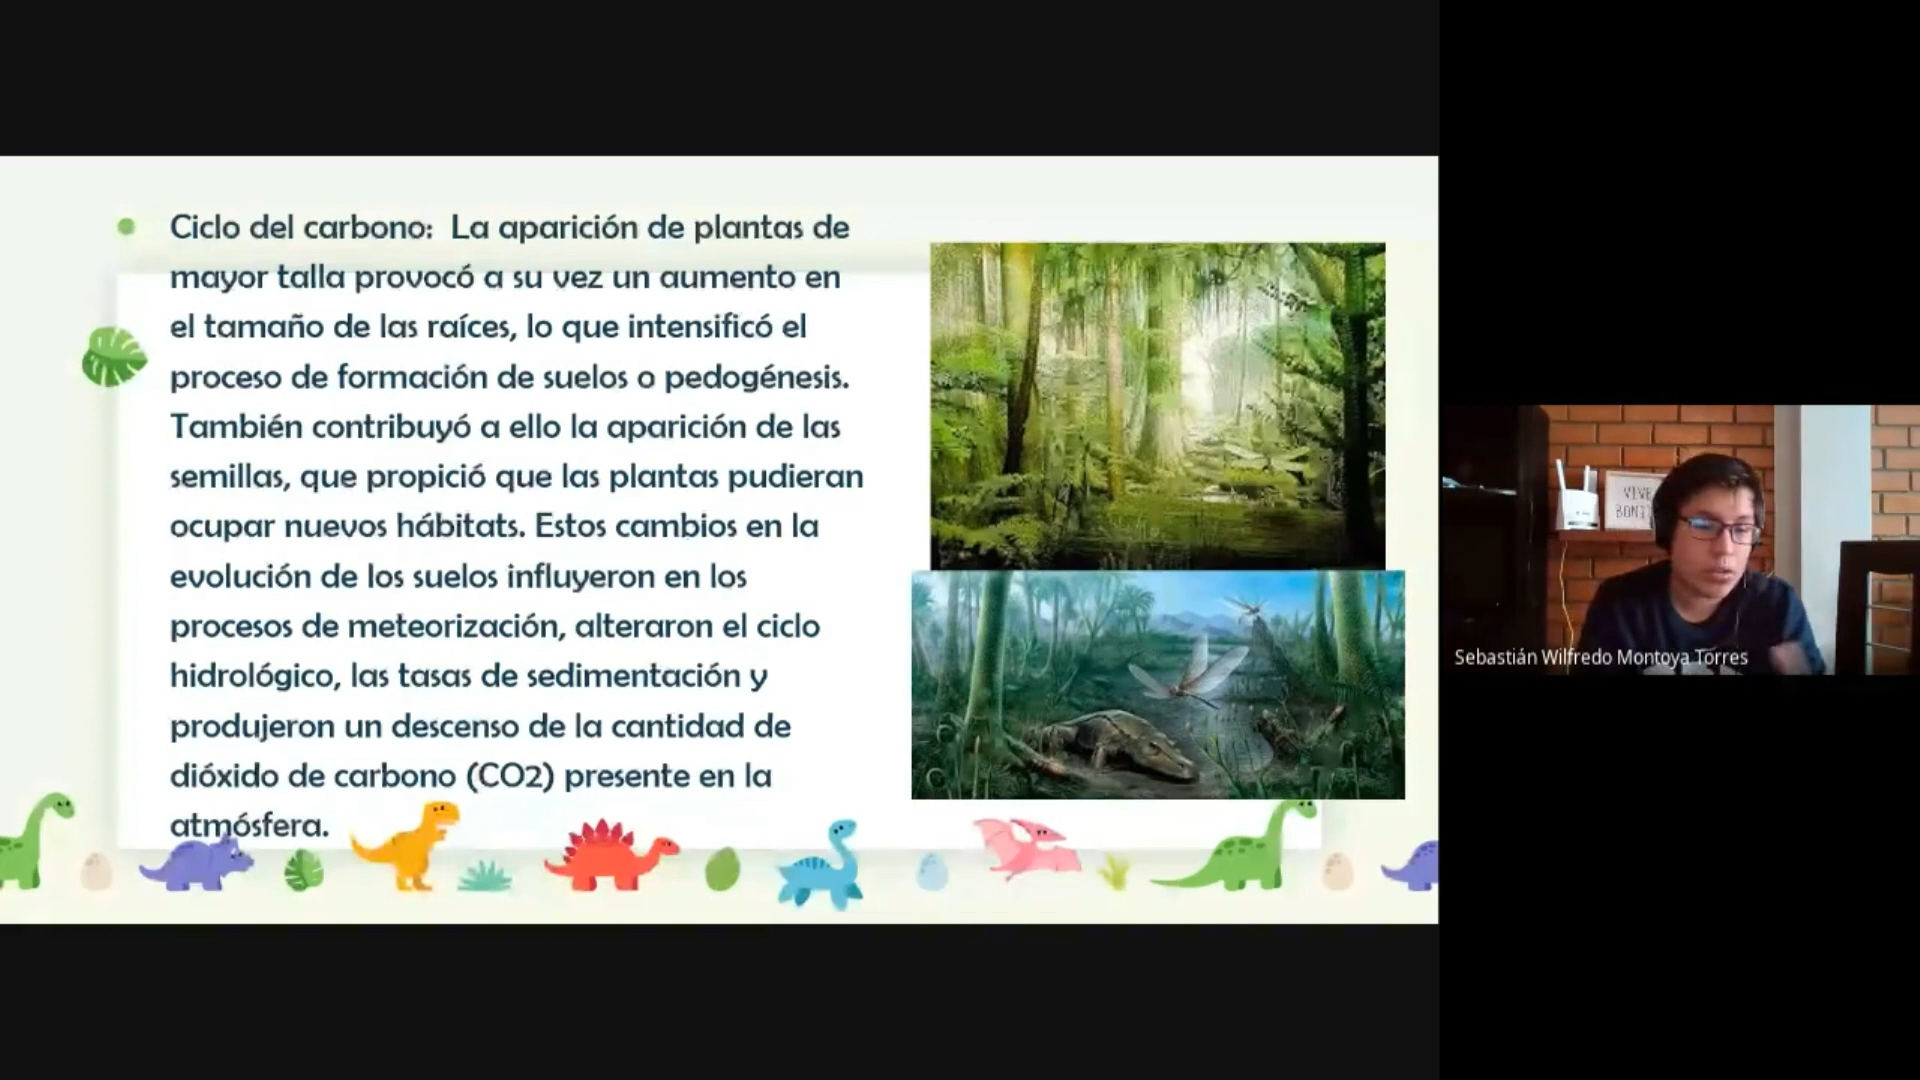 Ciclo del carbono: La aparición de plantas de
mayor talla provocó a su vez un aumento en
el tamaño de las raíces, lo que intensificó el
proceso de formación de suelos o pedogénesis.
También contribuyó a ello la aparición de las
semillas, que propició que las plantas pudieran
ocupar nuevos hábitats. Estos cambios en la
evolución de los suelos influyeron en los
procesos de meteorización, alteraron el ciclo
hidrológico, las tasas de sedimentación y
produjeron un descenso de la cantidad de
dióxido de carbono (CO2) presente en la
atmósfera.
VIVE
Sebastián Wilfredo Montoya Torres